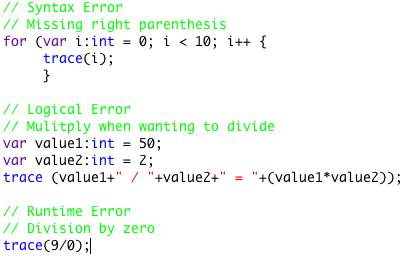 // Syntax Error
// Missing right parenthesis
for (var i:int = 0; i < 10; i++ {
trace(i);
}
// Logical Error
// Mulitply when wanting to divide
var value1:int = 50;
var value2:int = 2;
trace (value1+" / "+value2+" = "+(value1*value2));
// Runtime Error
// Division by zero
trace(9/0);